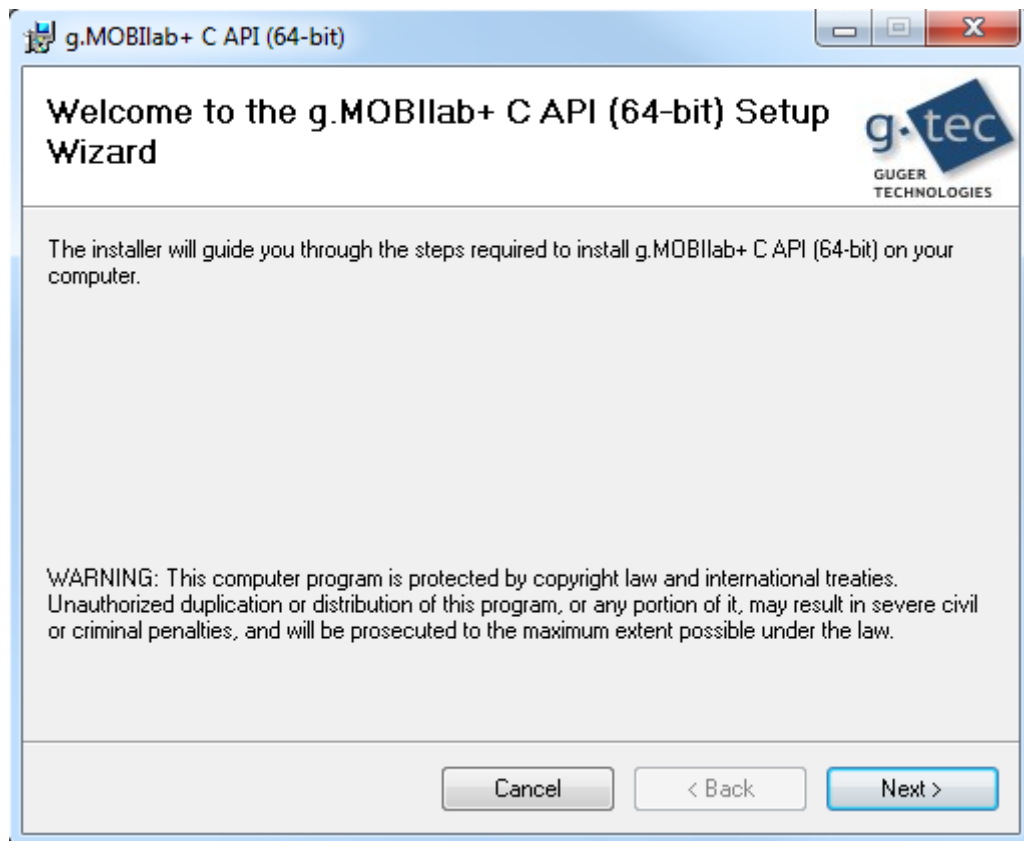 g.MOBIlab+ C API (64-bit)
Welcome to the g.MOBIlab+ C API (64-bit) Setup
Wizard
g.tec
GUGER
TECHNOLOGIES
The installer will guide you through the steps required to install g.MOBIlab+ C API (64-bit) on your
computer.
WARNING: This computer program is protected by copyright law and international treaties.
Unauthorized duplication or distribution of this program, or any portion of it, may result in severe civil
or criminal penalties, and will be prosecuted to the maximum extent possible under the law.
Cancel
< Back
Next >